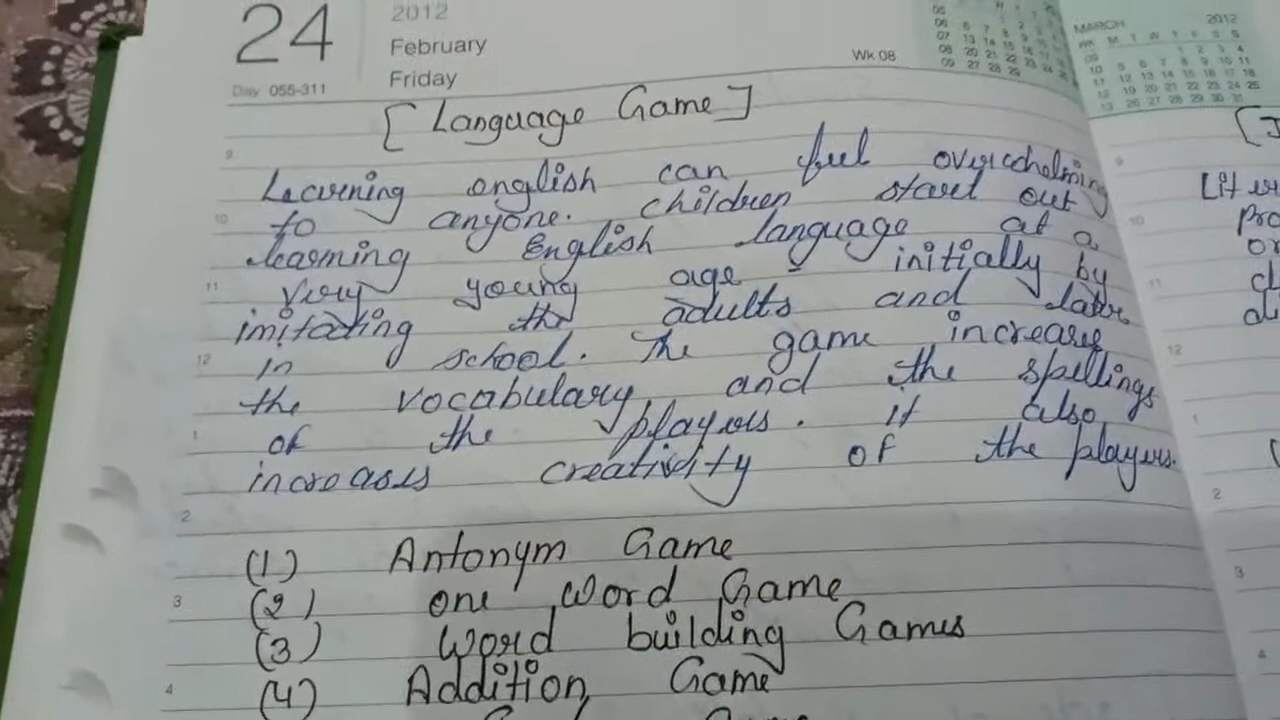 24
2012
February
Friday
Day 055-311
Wk 08
MARCH 2012
[Language Game]
Learning english can feel overwhelming
to anyone. children start out
learning English language at a
very young age - initially by
imitating the adults and later
in school. The game increases
the vocabulary and the spellings
of the players. it also
increases creativity of the players.
(1) Antonym Game
(2) one word Game
(3) word building Games
(4) Addition Game